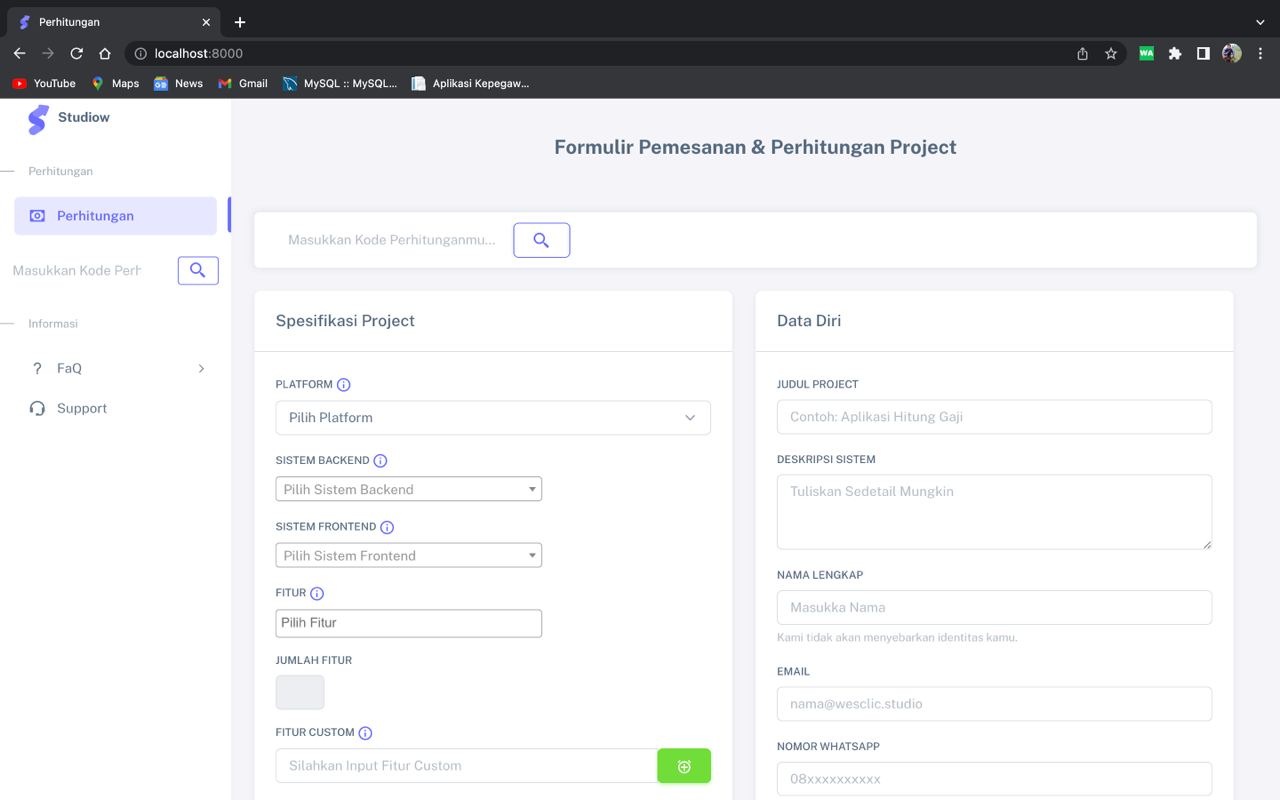 Perhitungan
localhost:8000
WA
YouTube
Maps
News
Gmail
MySQL :: MySQL...
Aplikasi Kepegaw...
Studiow
Perhitungan
Perhitungan
Masukkan Kode Perh
Informasi
? FaQ
Support
Formulir Pemesanan & Perhitungan Project
Masukkan Kode Perhitunganmu...
Spesifikasi Project
PLATFORM
Pilih Platform
SISTEM BACKEND
Pilih Sistem Backend
SISTEM FRONTEND
Pilih Sistem Frontend
FITUR
Pilih Fitur
JUMLAH FITUR
FITUR CUSTOM
Silahkan Input Fitur Custom
Data Diri
JUDUL PROJECT
Contoh: Aplikasi Hitung Gaji
DESKRIPSI SISTEM
Tuliskan Sedetail Mungkin
NAMA LENGKAP
Masukka Nama
Kami tidak akan menyebarkan identitas kamu.
EMAIL
nama@wesclic.studio
NOMOR WHATSAPP
08xxxxxxxxxx